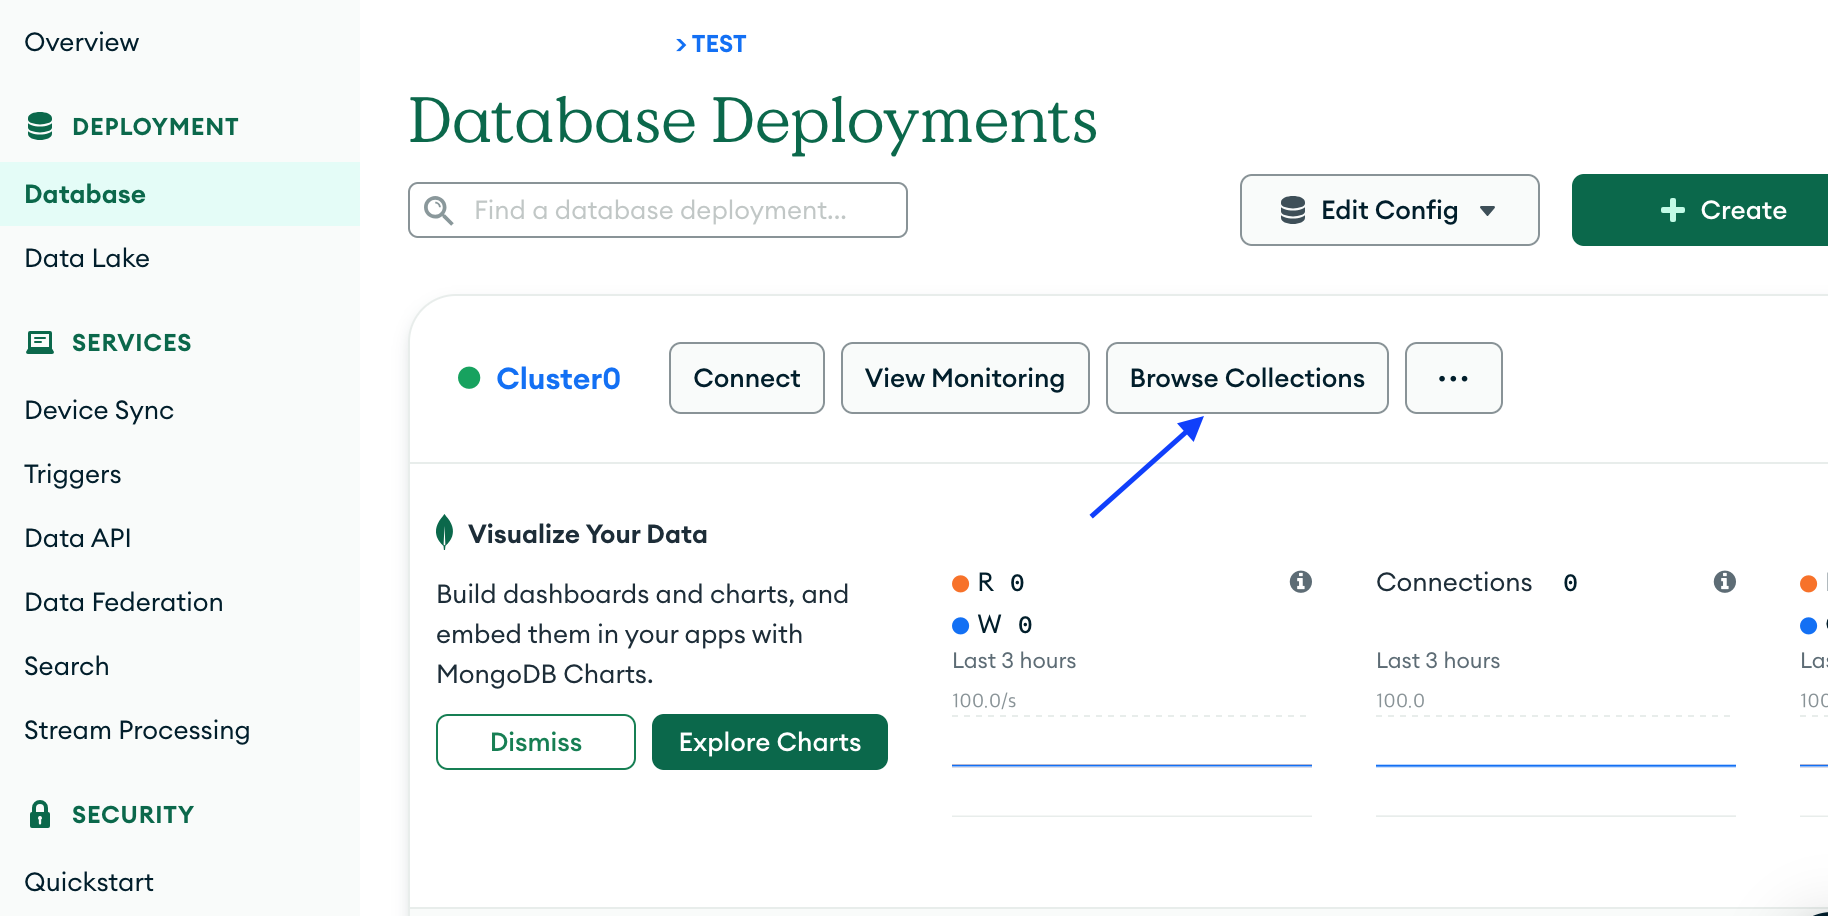 Overview
DEPLOYMENT
Database
Data Lake
SERVICES
Device Sync
Triggers
Data API
Data Federation
Search
Stream Processing
SECURITY
Quickstart
> TEST
Database Deployments
Find a database deployment...
Edit Config
+ Create
Cluster0
Connect
View Monitoring
Browse Collections
...
Visualize Your Data
Build dashboards and charts, and
embed them in your apps with
MongoDB Charts.
Dismiss
Explore Charts
R 0
W 0
Last 3 hours
100.0/s
Connections 0
Last 3 hours
100.0